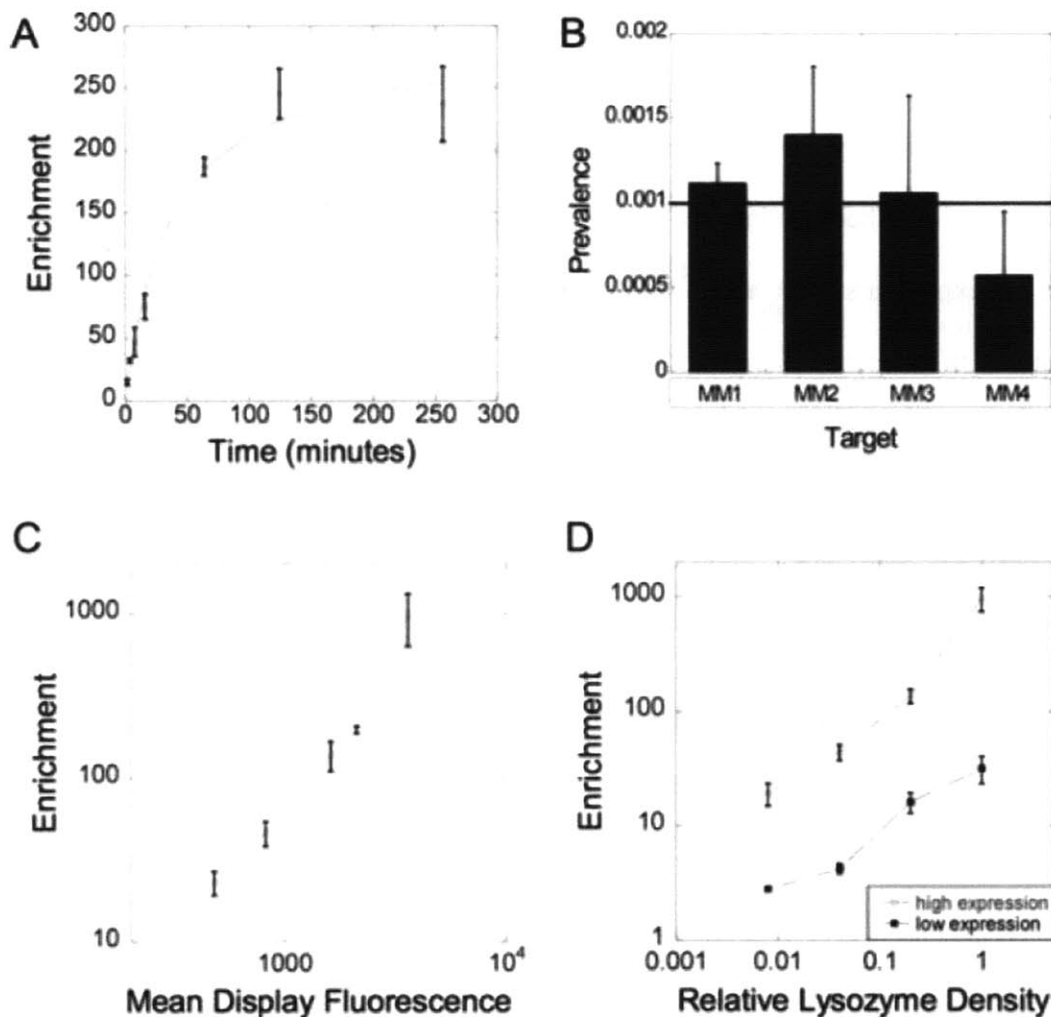 A
Enrichment
300
250
200
150
100
50
0
0 50 100 150 200 250 300
Time (minutes)
B
Prevalence
0.002
0.0015
0.001
0.0005
0
MM1 MM2 MM3 MM4
Target
C
Enrichment
1000
100
10
1000 10⁴
Mean Display Fluorescence
D
Enrichment
1000
100
10
1
high expression
low expression
0.001 0.01 0.1 1
Relative Lysozyme Density